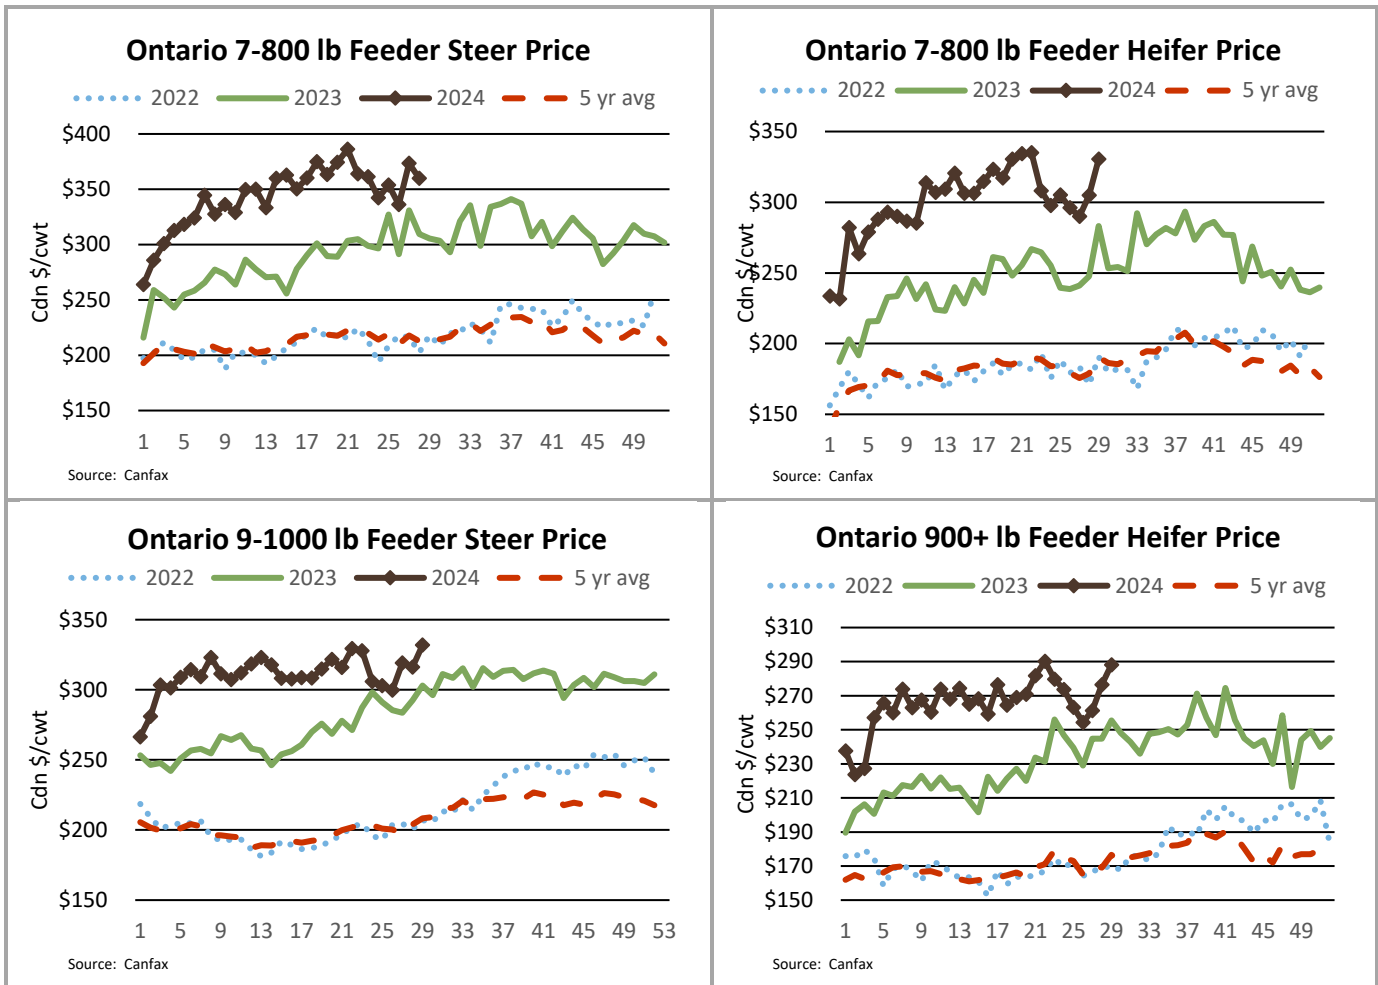 Ontario 7-800 lb Feeder Steer Price
2022 2023 2024 5 yr avg
Cdn $/cwt
$400
$350
$300
$250
$200
$150
1 5 9 13 17 21 25 29 33 37 41 45 49
Source: Canfax
Ontario 7-800 lb Feeder Heifer Price
2022 2023 2024 5 yr avg
Cdn $/cwt
$350
$300
$250
$200
$150
1 5 9 13 17 21 25 29 33 37 41 45 49
Source: Canfax
Ontario 9-1000 lb Feeder Steer Price
2022 2023 2024 5 yr avg
Cdn $/cwt
$350
$300
$250
$200
$150
1 5 9 13 17 21 25 29 33 37 41 45 49 53
Source: Canfax
Ontario 900+ lb Feeder Heifer Price
2022 2023 2024 5 yr avg
Cdn $/cwt
$310
$290
$270
$250
$230
$210
$190
$170
$150
1 5 9 13 17 21 25 29 33 37 41 45 49
Source: Canfax